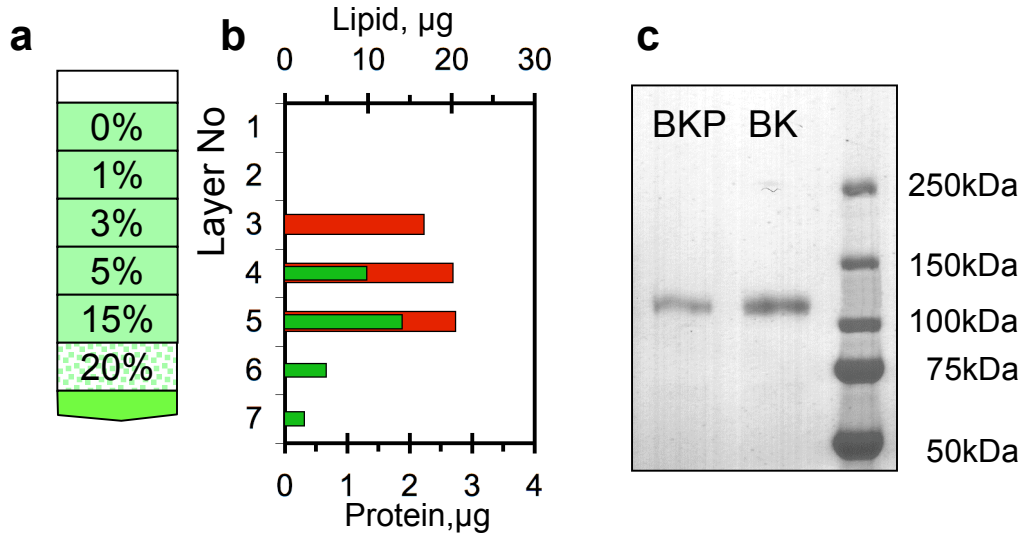 a
0%
1%
3%
5%
15%
20%
b
Lipid, µg
0 10 20 30
Layer No
1
2
3
4
5
6
7
0 1 2 3 4
Protein,µg
c
BKP BK
250kDa
150kDa
100kDa
75kDa
50kDa